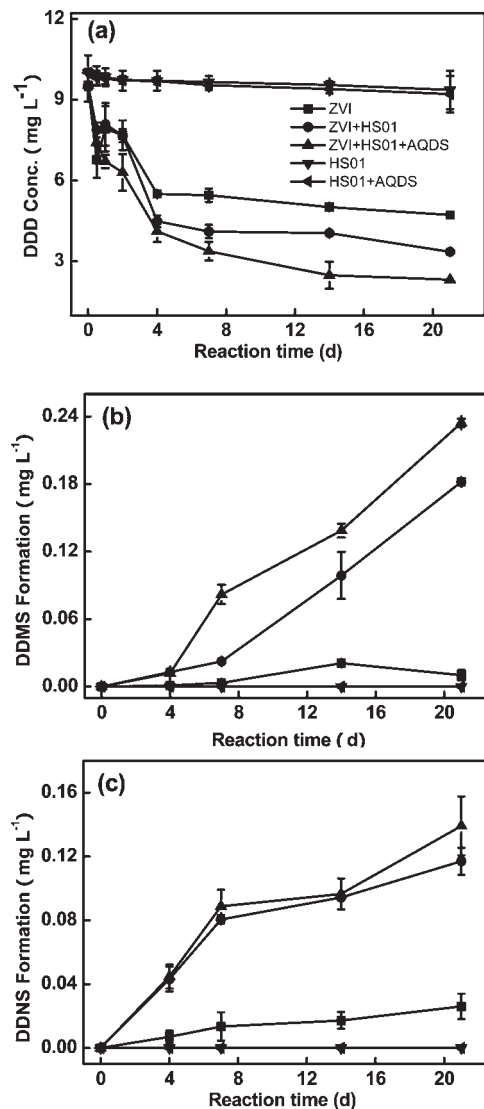 (a)
DDD Conc. ( mg L⁻¹)
12
9
6
3
ZVI
ZVI+HS01
ZVI+HS01+AQDS
HS01
HS01+AQDS
0 4 8 12 16 20
Reaction time (d)
(b)
DDMS Formation ( mg L⁻¹)
0.24
0.18
0.12
0.06
0.00
0 4 8 12 16 20
Reaction time ( d)
(c)
DDNS Formation ( mg L⁻¹)
0.16
0.12
0.08
0.04
0.00
0 4 8 12 16 20
Reaction time (d)